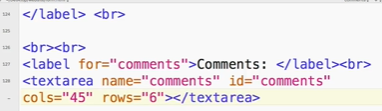 124 </label> <br>
125
126 <br><br>
127 <label for="comments">Comments: </label><br>
128 <textarea name="comments" id="comments"
- cols="45" rows="6"></textarea>